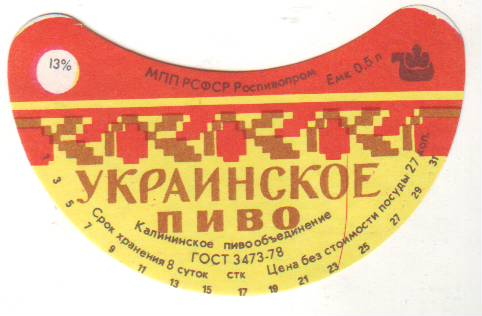 13%
МПП РСФСР Роспивопром
Емк. 0,5 л
УКРАИНСКОЕ
ПИВО
Калининское пивообъединение
ГОСТ 3473-78
Срок хранения 8 суток стк Цена без стоимости посуды 27 коп.
1 3 5 7 9 11 13 15 17 19 21 23 25 27 29 31